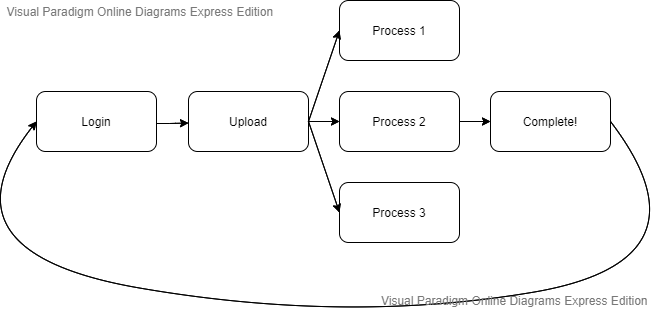 Visual Paradigm Online Diagrams Express Edition
Process 1
Login
Upload
Process 2
Complete!
Process 3
Visual Paradigm Online Diagrams Express Edition